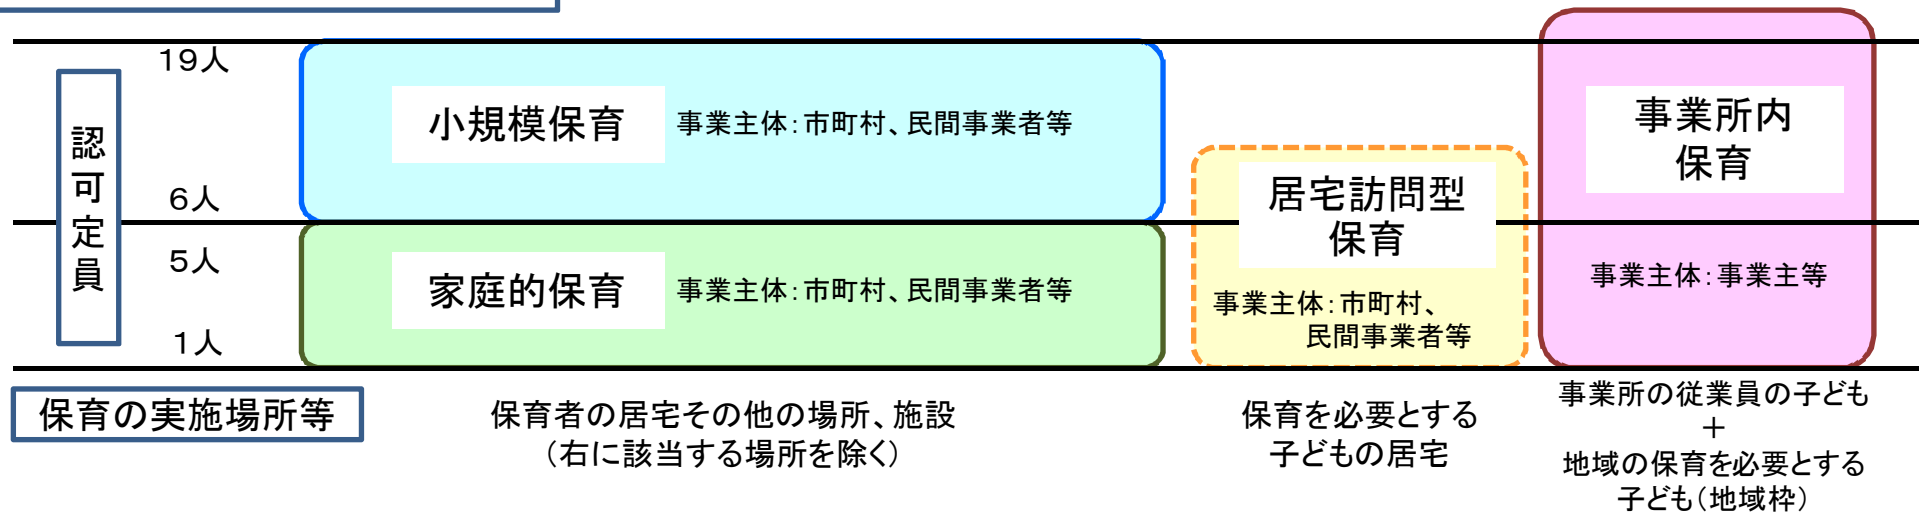 認可定員
19人
6人
5人
1人
小規模保育
事業主体:市町村、民間事業者等
家庭的保育
事業主体:市町村、民間事業者等
居宅訪問型
保育
事業主体:市町村、
民間事業者等
事業所内
保育
事業主体:事業主等
保育の実施場所等
保育者の居宅その他の場所、施設
(右に該当する場所を除く)
保育を必要とする
子どもの居宅
事業所の従業員の子ども
+
地域の保育を必要とする
子ども(地域枠)